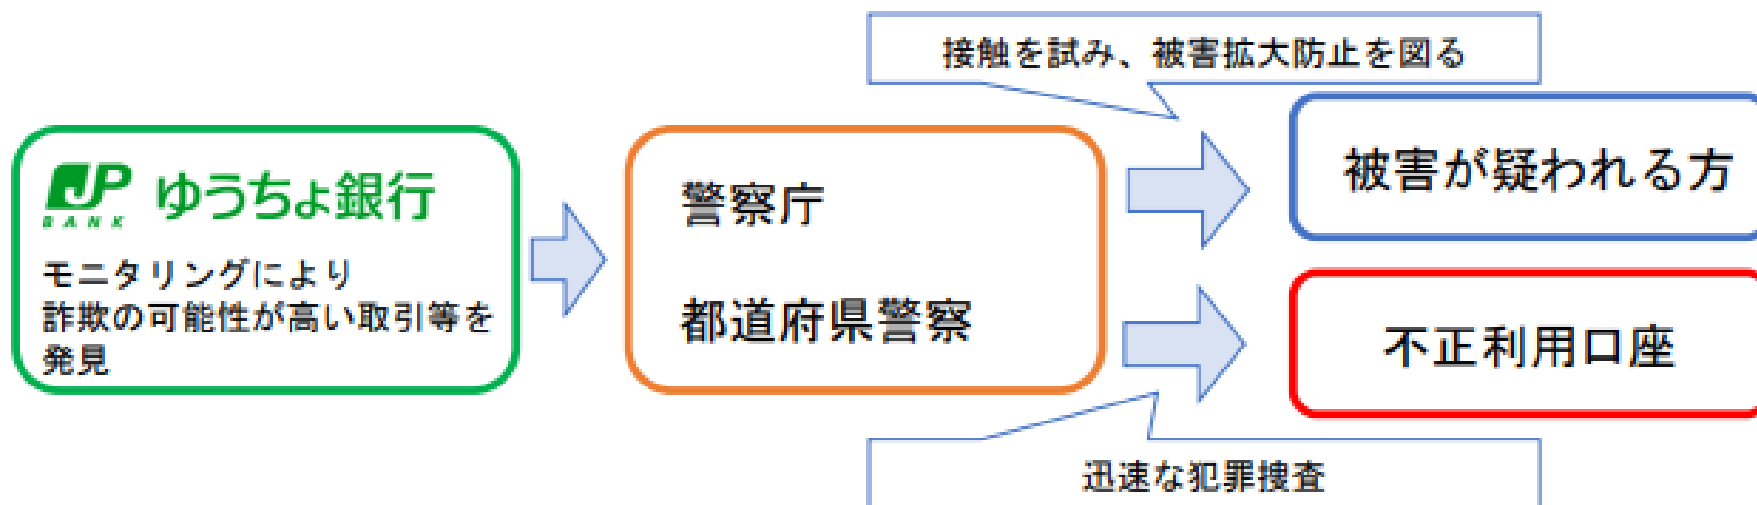 接触を試み、被害拡大防止を図る
JP
BANK
ゆうちょ銀行
モニタリングにより
詐欺の可能性が高い取引等を
発見
警察庁
都道府県警察
被害が疑われる方
不正利用口座
迅速な犯罪捜査